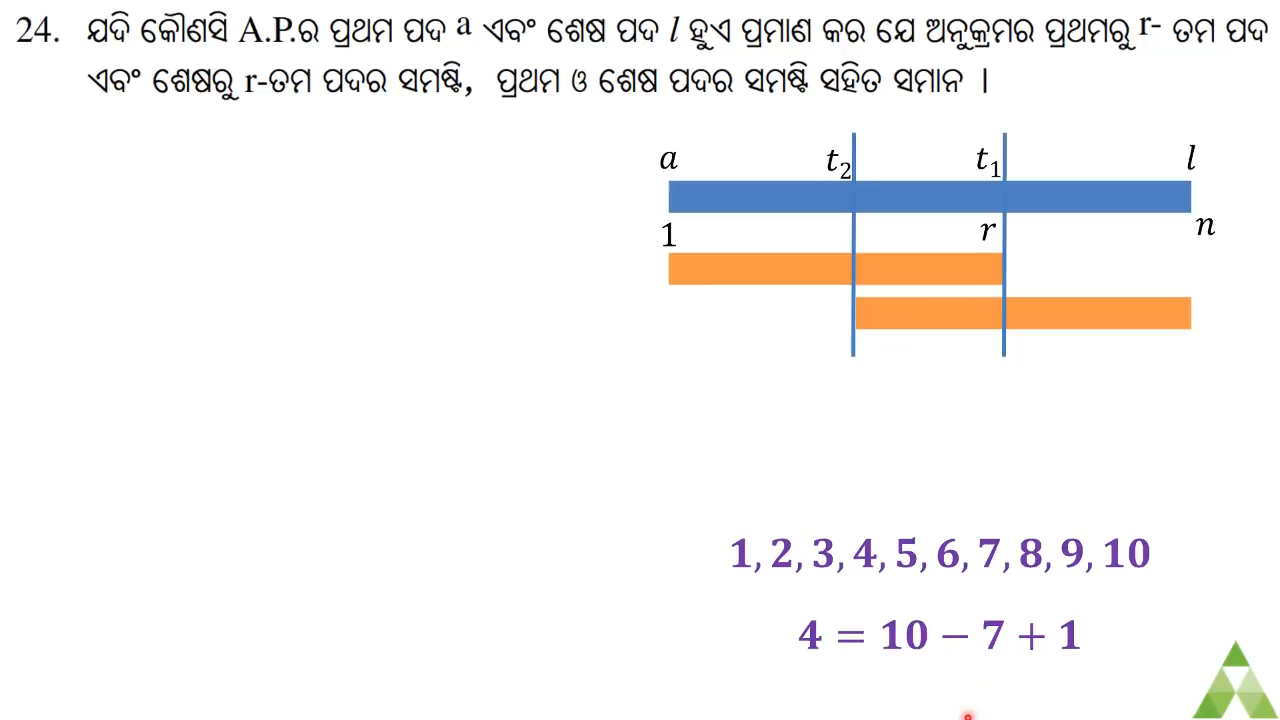 24. ଯଦି କୌଣସି A.P.ର ପ୍ରଥମ ପଦ a ଏବଂ ଶେଷ ପଦ l ହୁଏ ପ୍ରମାଣ କର ଯେ ଅନୁକ୍ରମର ପ୍ରଥମରୁ r- ତମ ପଦ
ଏବଂ ଶେଷରୁ r-ତମ ପଦର ସମଷ୍ଟି, ପ୍ରଥମ ଓ ଶେଷ ପଦର ସମଷ୍ଟି ସହିତ ସମାନ ।
a t₂ t₁ l
1 r n
1, 2, 3, 4, 5, 6, 7, 8, 9, 10
4 = 10 − 7 + 1